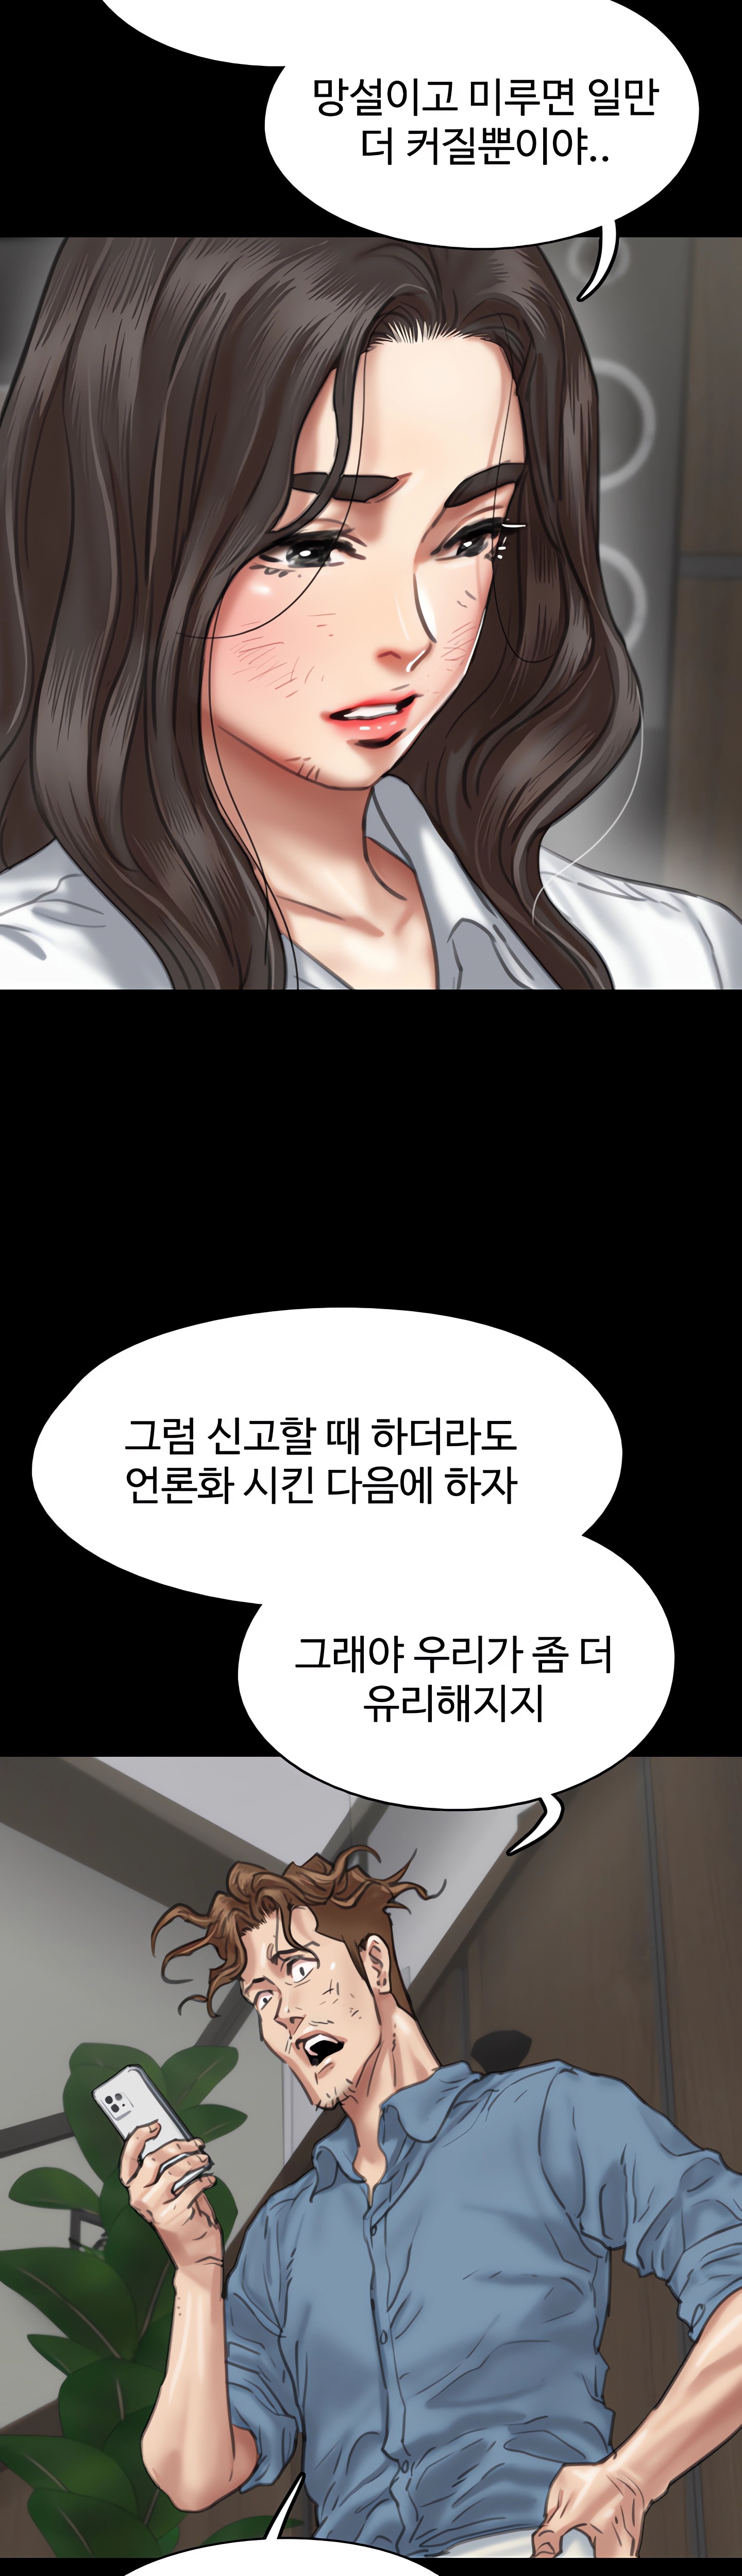 망설이고 미루면 일만
더 커질뿐이야..
그럼 신고할 때 하더라도
언론화 시킨 다음에 하자
그래야 우리가 좀 더
유리해지지